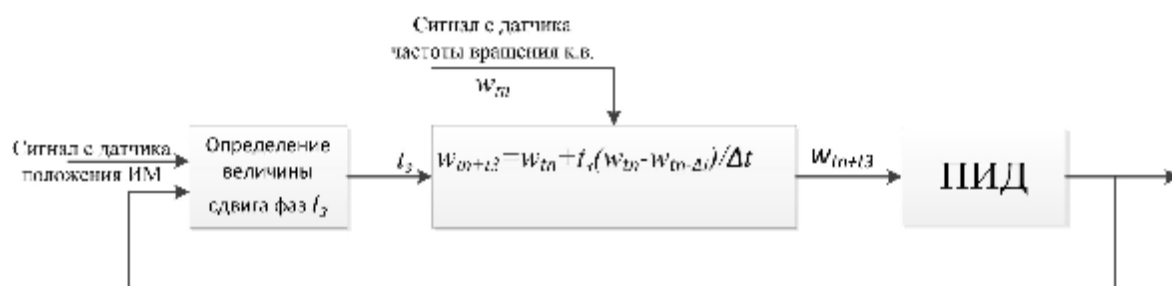 Сигнал с датчика
частоты вращения к.в.
w_tn
Сигнал с датчика
положения ИМ
Определение
величины
сдвига фаз t_з
t_з
w_tn+tз=w_tn+t_з(w_tn-w_tn-Δt)/Δt
w_tn+t3
ПИД